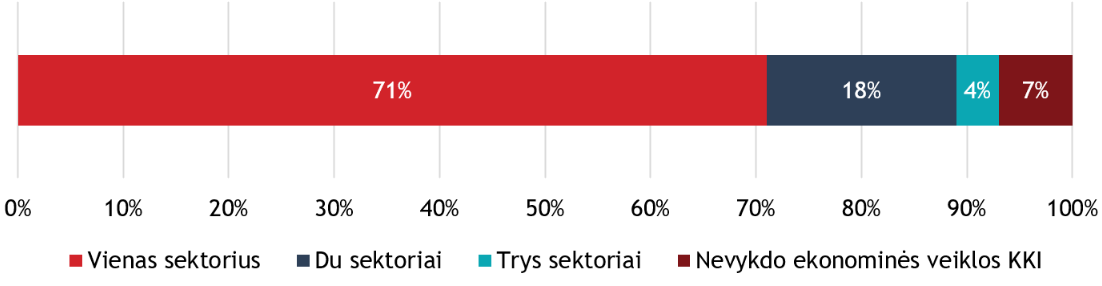 71% 18% 4% 7%
0% 10% 20% 30% 40% 50% 60% 70% 80% 90% 100%
Vienas sektorius Du sektoriai Trys sektoriai Nevykdo ekonominės veiklos KKI